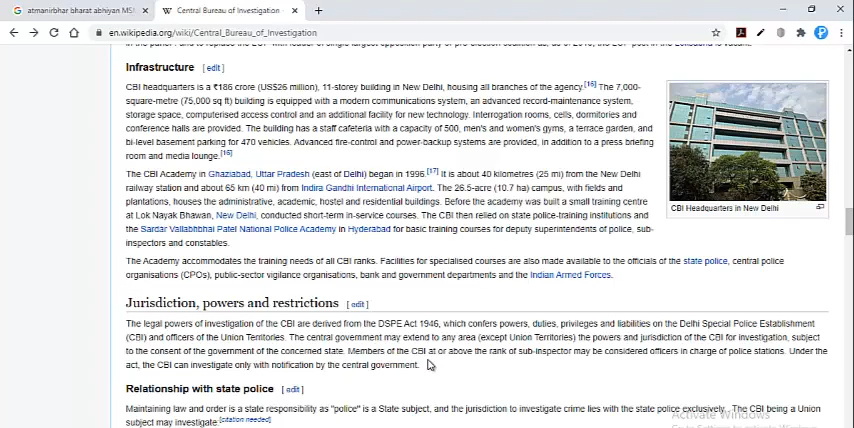 atmanirbhar bharat abhiyan MSM
Central Bureau of Investigation
en.wikipedia.org/wiki/Central_Bureau_of_Investigation
Infrastructure [ edit ]
CBI headquarters is a ₹186 crore (US$26 million), 11-storey building in New Delhi, housing all branches of the agency.[16] The 7,000-
square-metre (75,000 sq ft) building is equipped with a modern communications system, an advanced record-maintenance system,
storage space, computerised access control and an additional facility for new technology. Interrogation rooms, cells, dormitories and
conference halls are provided. The building has a staff cafeteria with a capacity of 500, men's and women's gyms, a terrace garden, and
bi-level basement parking for 470 vehicles. Advanced fire-control and power-backup systems are provided, in addition to a press briefing
room and media lounge.[16]
CBI Headquarters in New Delhi
The CBI Academy in Ghaziabad, Uttar Pradesh (east of Delhi) began in 1996.[17] It is about 40 kilometres (25 mi) from the New Delhi
railway station and about 65 km (40 mi) from Indira Gandhi International Airport. The 26.5-acre (10.7 ha) campus, with fields and
plantations, houses the administrative, academic, hostel and residential buildings. Before the academy was built a small training centre
at Lok Nayak Bhawan, New Delhi, conducted short-term in-service courses. The CBI then relied on state police-training institutions and
the Sardar Vallabhbhai Patel National Police Academy in Hyderabad for basic training courses for deputy superintendents of police, sub-
inspectors and constables.
The Academy accommodates the training needs of all CBI ranks. Facilities for specialised courses are also made available to the officials of the state police, central police
organisations (CPOs), public-sector vigilance organisations, bank and government departments and the Indian Armed Forces.
Jurisdiction, powers and restrictions [ edit ]
The legal powers of investigation of the CBI are derived from the DSPE Act 1946, which confers powers, duties, privileges and liabilities on the Delhi Special Police Establishment
(CBI) and officers of the Union Territories. The central government may extend to any area (except Union Territories) the powers and jurisdiction of the CBI for investigation, subject
to the consent of the government of the concerned state. Members of the CBI at or above the rank of sub-inspector may be considered officers in charge of police stations. Under the
act, the CBI can investigate only with notification by the central government.
Relationship with state police [ edit ]
Maintaining law and order is a state responsibility as "police" is a State subject, and the jurisdiction to investigate crime lies with the state police exclusively. The CBI being a Union
subject may investigate:[citation needed]
Activate Windows